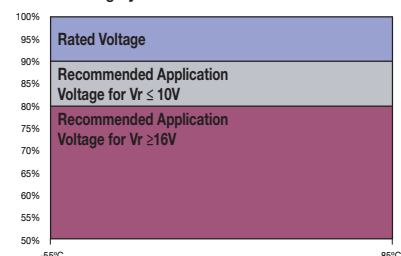 100%
95%
Rated Voltage
90%
Recommended Application
85%
Voltage for Vr ≤ 10V
80%
Recommended Application
75%
Voltage for Vr ≥16V
70%
65%
60%
55%
50%
-55°C
85°C